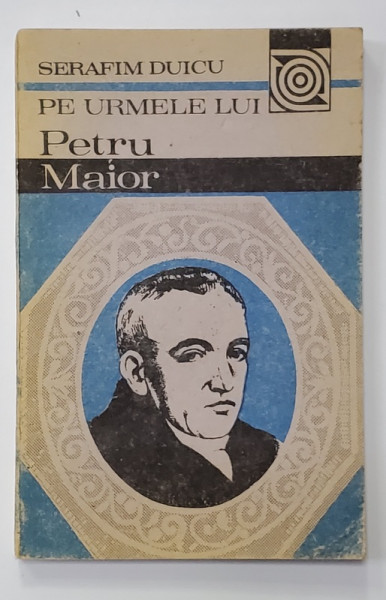 SERAFIM DUICU
PE URMELE LUI
Petru
Maior